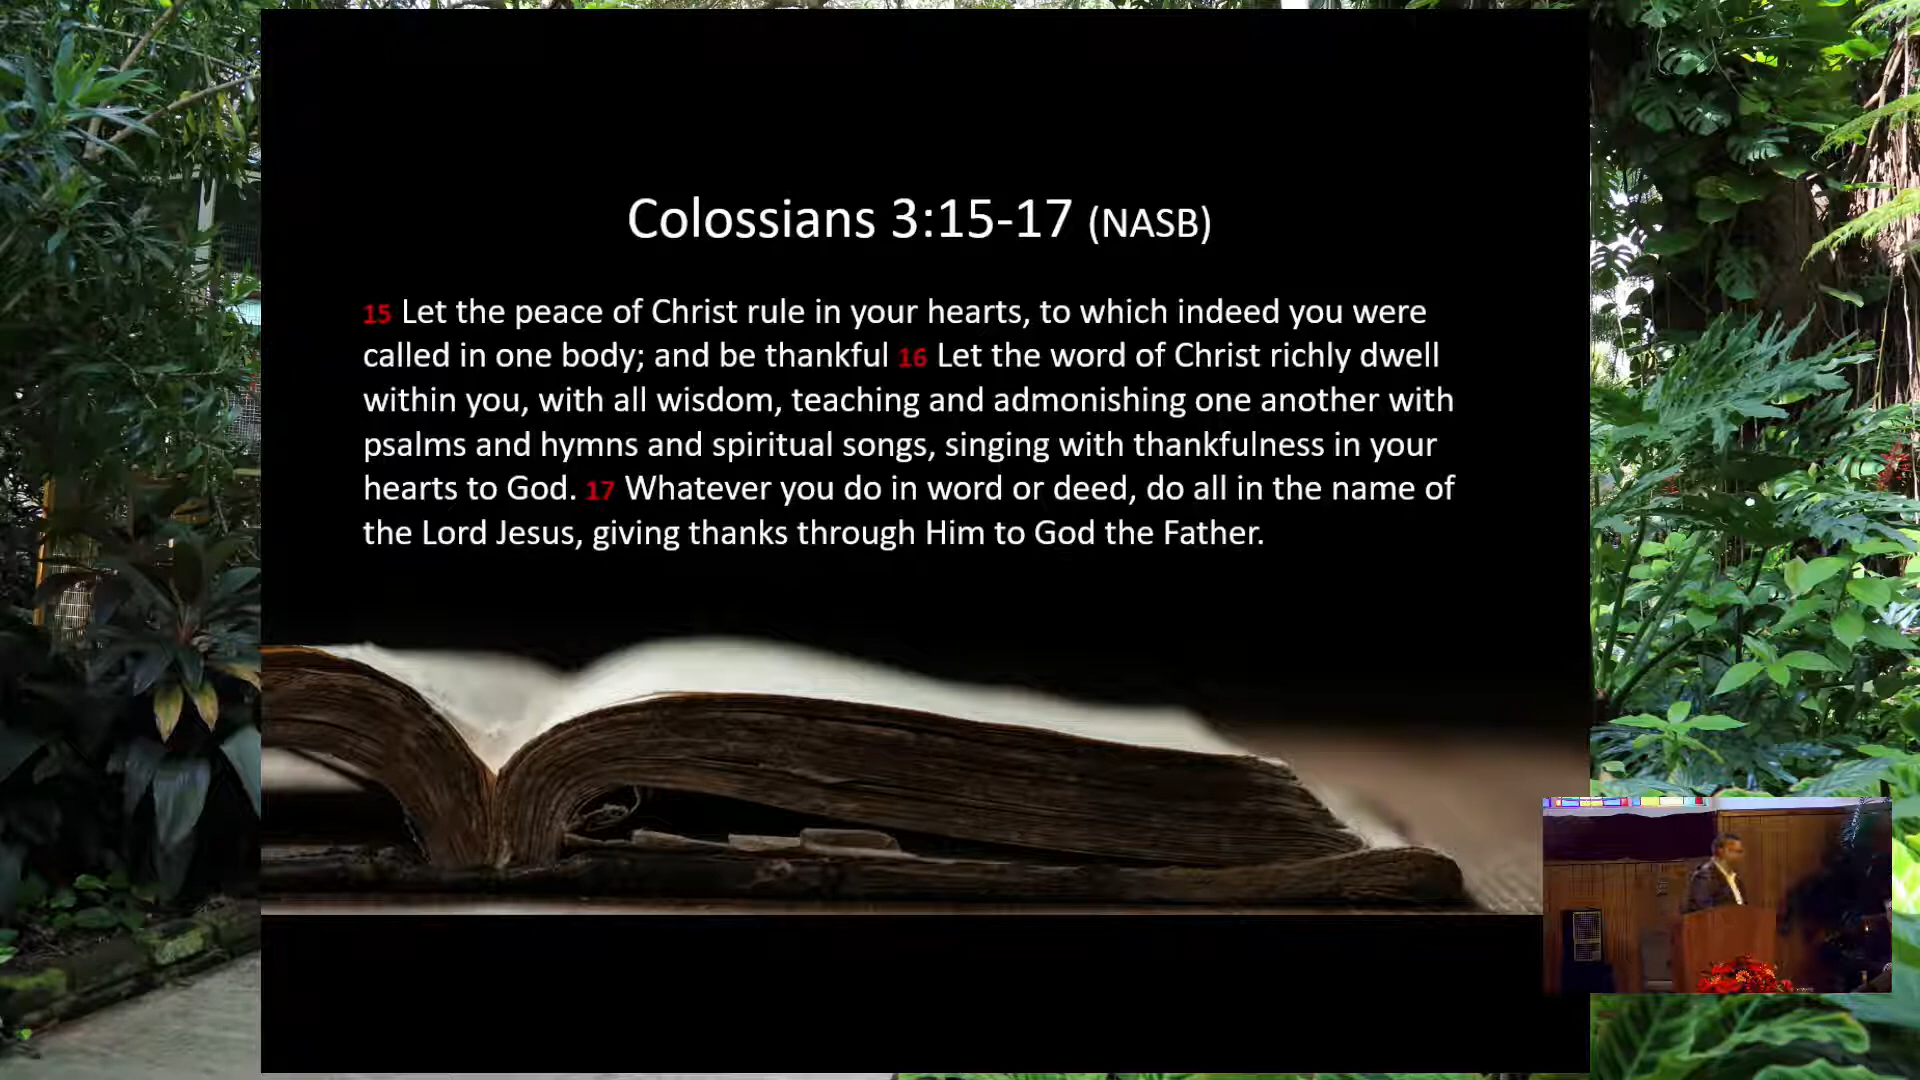 Colossians 3:15-17 (NASB)
15 Let the peace of Christ rule in your hearts, to which indeed you were
called in one body; and be thankful 16 Let the word of Christ richly dwell
within you, with all wisdom, teaching and admonishing one another with
psalms and hymns and spiritual songs, singing with thankfulness in your
hearts to God. 17 Whatever you do in word or deed, do all in the name of
the Lord Jesus, giving thanks through Him to God the Father.